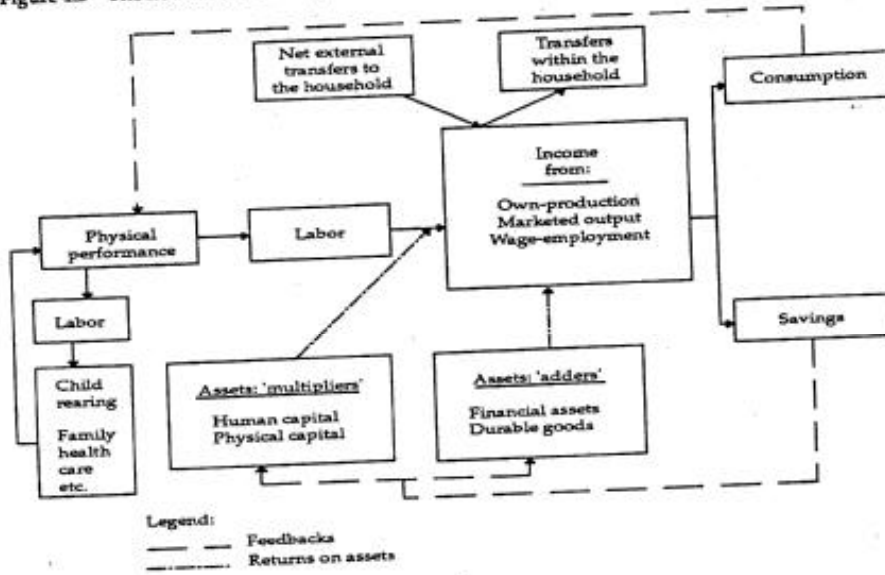 Figure
Net external
transfers to
the household
Transfers
within the
household
Consumption
Income
from:
Own-production
Marketed output
Wage-employment
Physical
performance
Labor
Labor
Savings
Child
rearing
Family
health
care
etc.
Assets: 'multipliers'
Human capital
Physical capital
Assets: 'adders'
Financial assets
Durable goods
Legend:
Feedbacks
Returns on assets